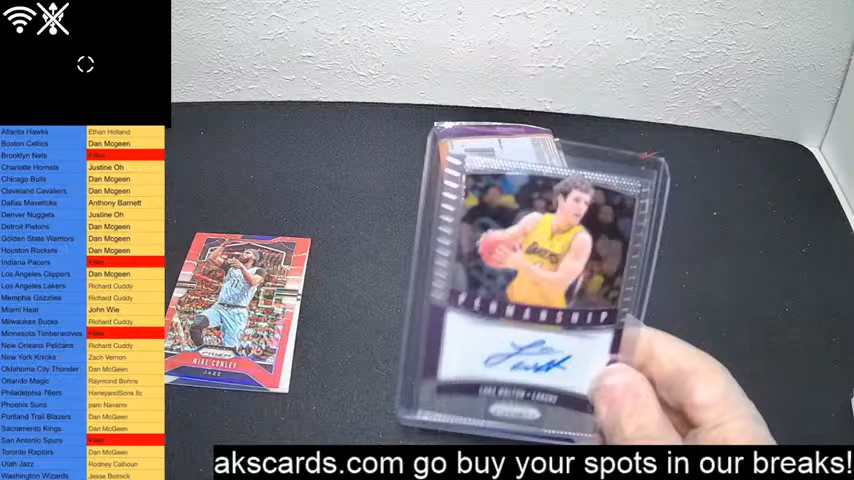 Atlanta Hawks Ethan Holland
Boston Celtics Dan Mcgeen
Brooklyn Nets Filler
Charlotte Hornets Justine Oh
Chicago Bulls Dan Mcgeen
Cleveland Cavaliers Dan Mcgeen
Dallas Mavericks Anthony Barnett
Denver Nuggets Justine Oh
Detroit Pistons Dan Mcgeen
Golden State Warriors Dan Mcgeen
Houston Rockets Dan Mcgeen
Indiana Pacers Filler
Los Angeles Clippers Dan Mcgeen
Los Angeles Lakers Richard Cuddy
Memphis Grizzlies Richard Cuddy
Miami Heat John Wie
Milwaukee Bucks Richard Cuddy
Minnesota Timberwolves Filler
New Orleans Pelicans Richard Cuddy
New York Knicks Zach Vernon
Oklahoma City Thunder Dan McGeen
Orlando Magic Raymond Bohns
Philadelphia 76ers HarveyandSons llc
Phoenix Suns pam Navarro
Portland Trail Blazers Dan McGeen
Sacramento Kings Dan McGeen
San Antonio Spurs Filler
Toronto Raptors Dan McGeen
Utah Jazz Rodney Calhoun
Washington Wizards Jesse Botnick
PRIZM
MIKE CONLEY
JAZZ
LAKERS
PENMANSHIP
LUKE WALTON • LAKERS
PRIZM
akscards.com go buy your spots in our breaks!